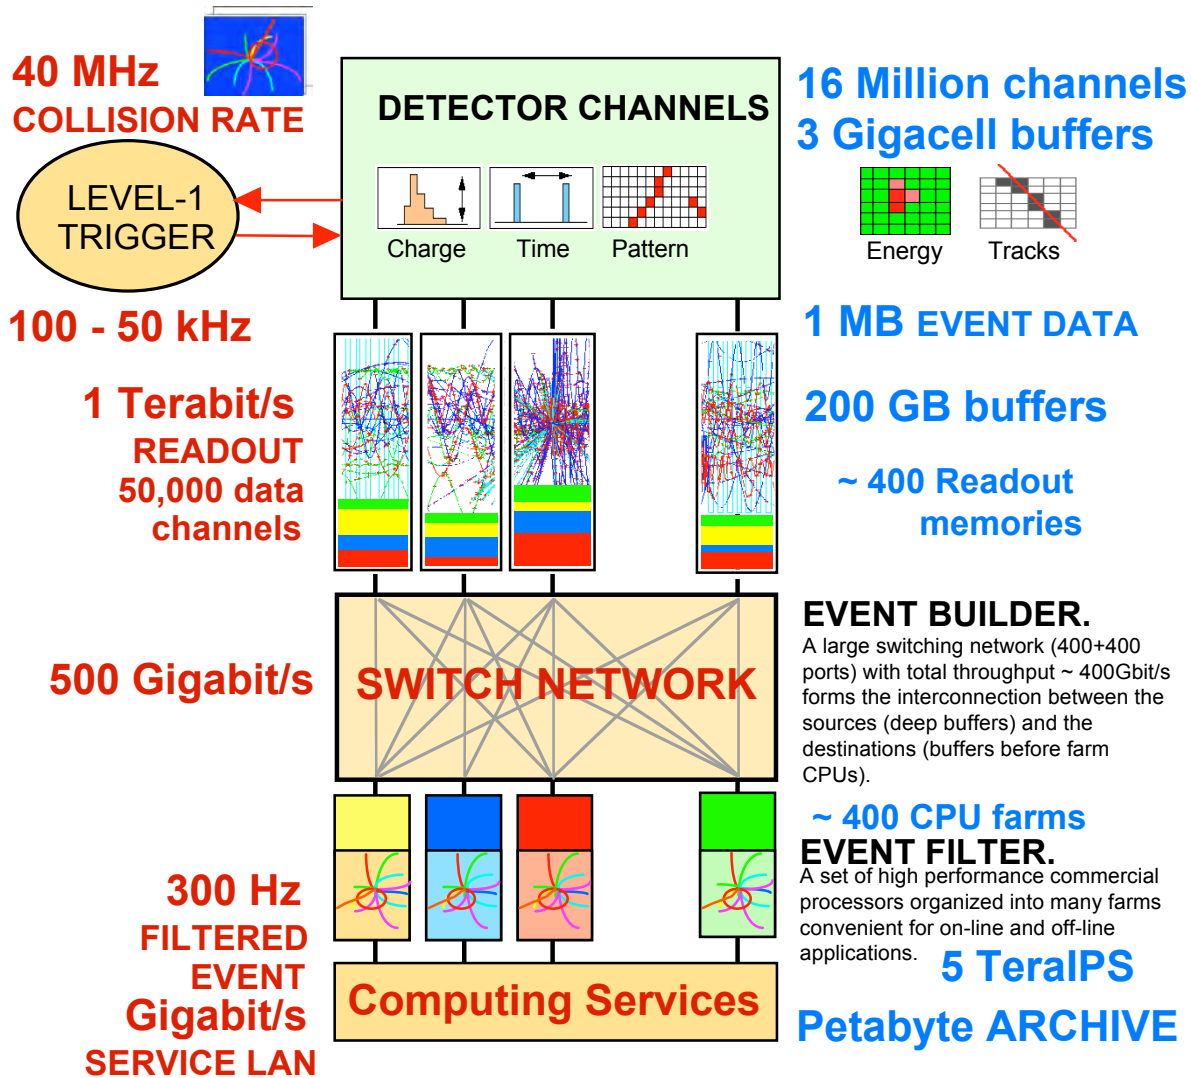 40 MHz
COLLISION RATE
LEVEL-1
TRIGGER
DETECTOR CHANNELS
Charge
Time
Pattern
16 Million channels
3 Gigacell buffers
Energy
Tracks
100 - 50 kHz
1 MB EVENT DATA
1 Terabit/s
READOUT
50,000 data
channels
200 GB buffers
~ 400 Readout
memories
500 Gigabit/s
SWITCH NETWORK
EVENT BUILDER.
A large switching network (400+400
ports) with total throughput ~ 400Gbit/s
forms the interconnection between the
sources (deep buffers) and the
destinations (buffers before farm
CPUs).
~ 400 CPU farms
EVENT FILTER.
A set of high performance commercial
processors organized into many farms
convenient for on-line and off-line
applications.
5 TeraIPS
300 Hz
FILTERED
EVENT
Gigabit/s
SERVICE LAN
Computing Services
Petabyte ARCHIVE